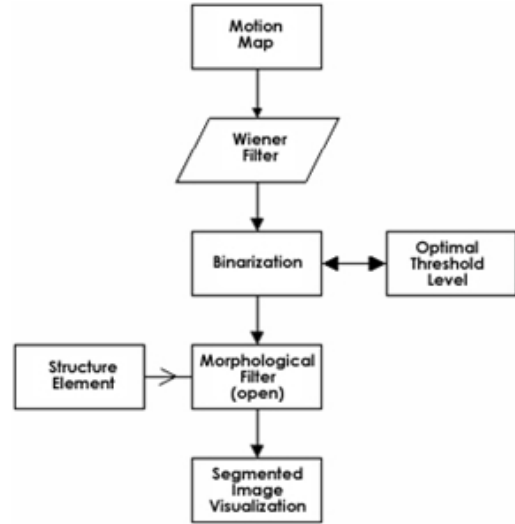 Motion
Map
Wiener
Filter
Binarization
Optimal
Threshold
Level
Structure
Element
Morphological
Filter
(open)
Segmented
Image
Visualization